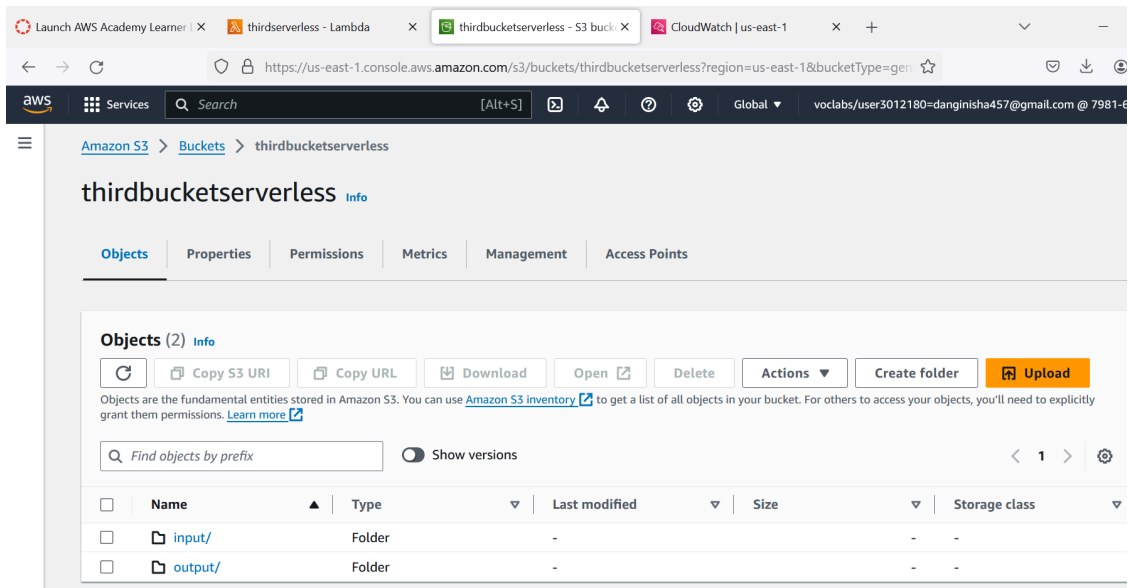 Launch AWS Academy Learner L
thirdserverless - Lambda
thirdbucketserverless - S3 buck
CloudWatch | us-east-1
https://us-east-1.console.aws.amazon.com/s3/buckets/thirdbucketserverless?region=us-east-1&bucketType=gen
aws Services Search [Alt+S] Global ▼ voclabs/user3012180=danginisha457@gmail.com @ 7981-6
Amazon S3 > Buckets > thirdbucketserverless
thirdbucketserverless Info
Objects Properties Permissions Metrics Management Access Points
Objects (2) Info
Copy S3 URI Copy URL Download Open Delete Actions ▼ Create folder Upload
Objects are the fundamental entities stored in Amazon S3. You can use Amazon S3 inventory to get a list of all objects in your bucket. For others to access your objects, you'll need to explicitly
grant them permissions. Learn more
Find objects by prefix Show versions < 1 >
Name Type Last modified Size Storage class
input/ Folder - - -
output/ Folder - - -